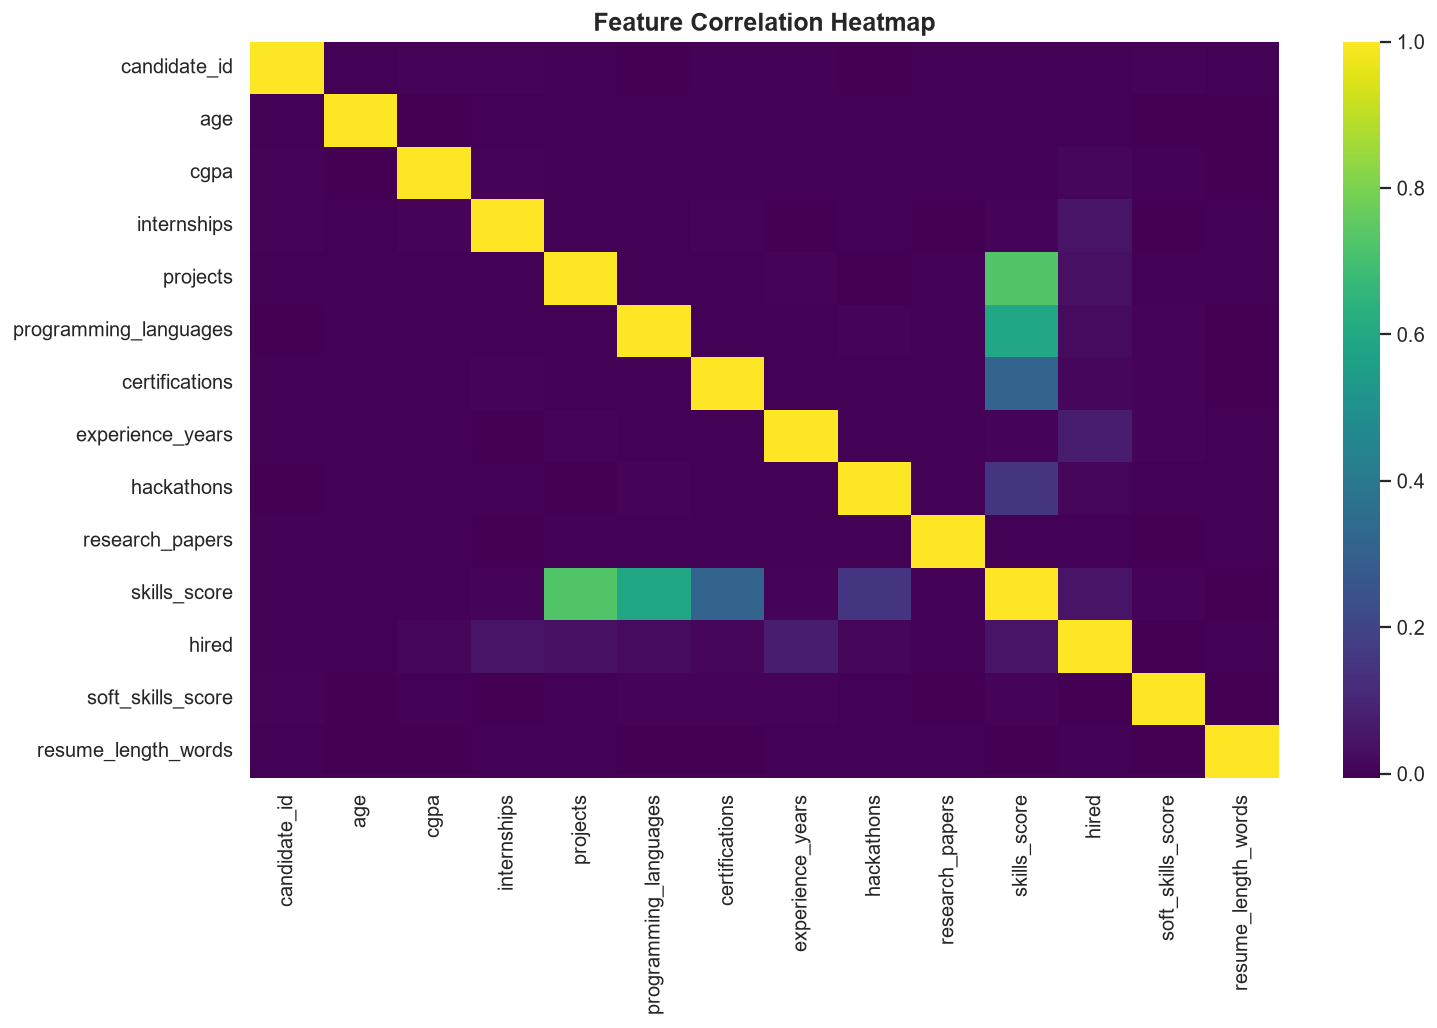 Feature Correlation Heatmap
candidate_id
age
cgpa
internships
projects
programming_languages
certifications
experience_years
hackathons
research_papers
skills_score
hired
soft_skills_score
resume_length_words
candidate_id
age
cgpa
internships
projects
programming_languages
certifications
experience_years
hackathons
research_papers
skills_score
hired
soft_skills_score
resume_length_words
1.0
0.8
0.6
0.4
0.2
0.0